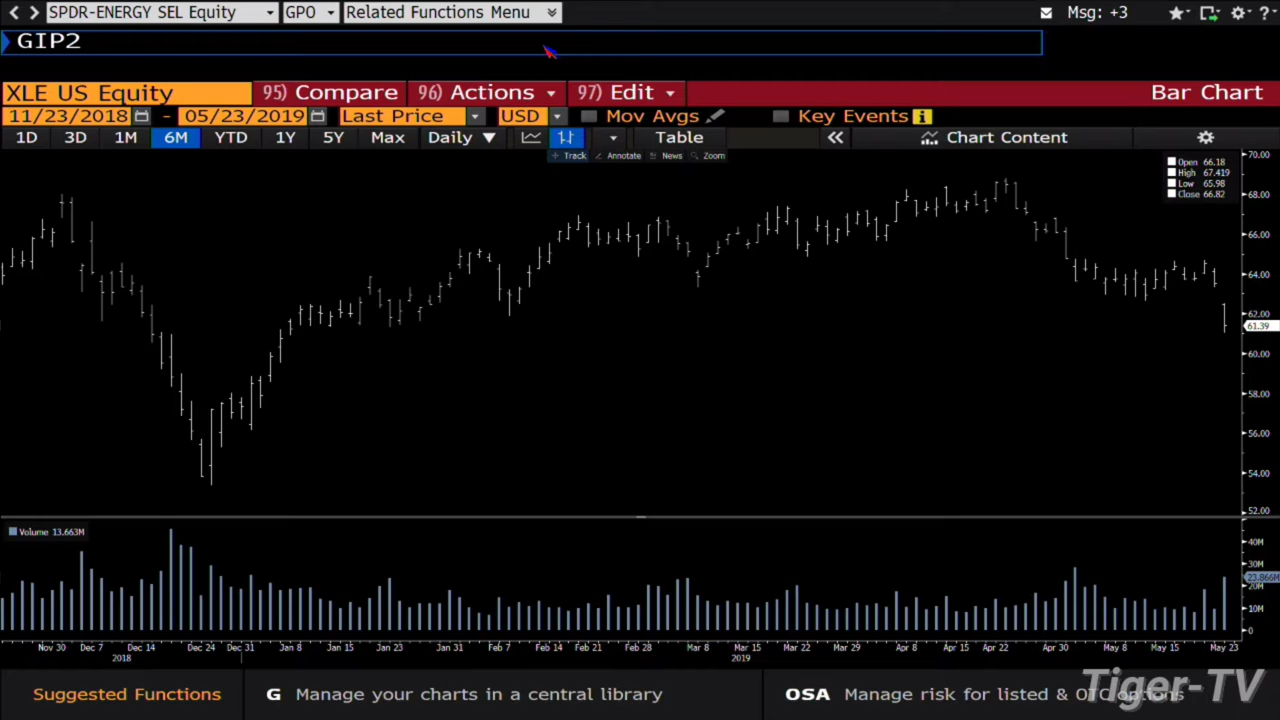 SPDR-ENERGY SEL Equity GPO Related Functions Menu Msg: +3 ?
GIP2
XLE US Equity 95) Compare 96) Actions 97) Edit Bar Chart
11/23/2018 - 05/23/2019 Last Price USD Mov Avgs Key Events i
1D 3D 1M 6M YTD 1Y 5Y Max Daily Table Chart Content
Track Annotate News Zoom
Open 66.18
High 67.419
Low 65.98
Close 66.82
70.00
68.00
66.00
64.00
62.00
61.39
60.00
58.00
56.00
54.00
52.00
Volume 13.663M
40M
30M
23.866M
20M
10M
0
Nov 30 Dec 7 Dec 14 Dec 24 Dec 31 Jan 8 Jan 15 Jan 23 Jan 31 Feb 7 Feb 14 Feb 21 Feb 28 Mar 8 Mar 15 Mar 22 Mar 29 Apr 8 Apr 15 Apr 22 Apr 30 May 8 May 15 May 23
2018 2019
Suggested Functions G Manage your charts in a central library OSA Manage risk for listed & OTC options
Tiger-TV